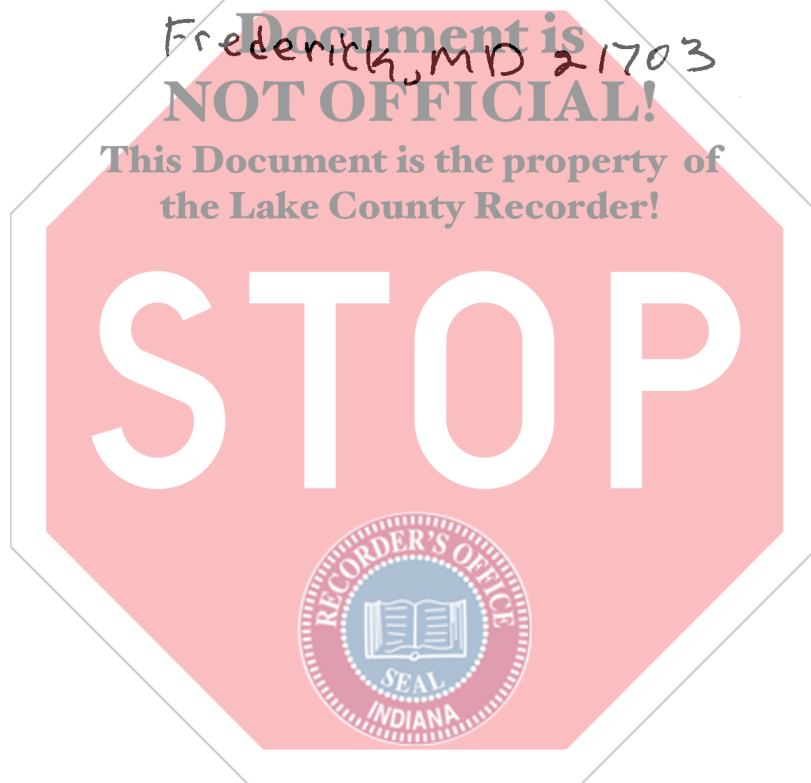 Document is
Frederick, MD 21703
NOT OFFICIAL!
This Document is the property of
the Lake County Recorder!
STOP
RECORDER'S OFFICE
SEAL
INDIANA